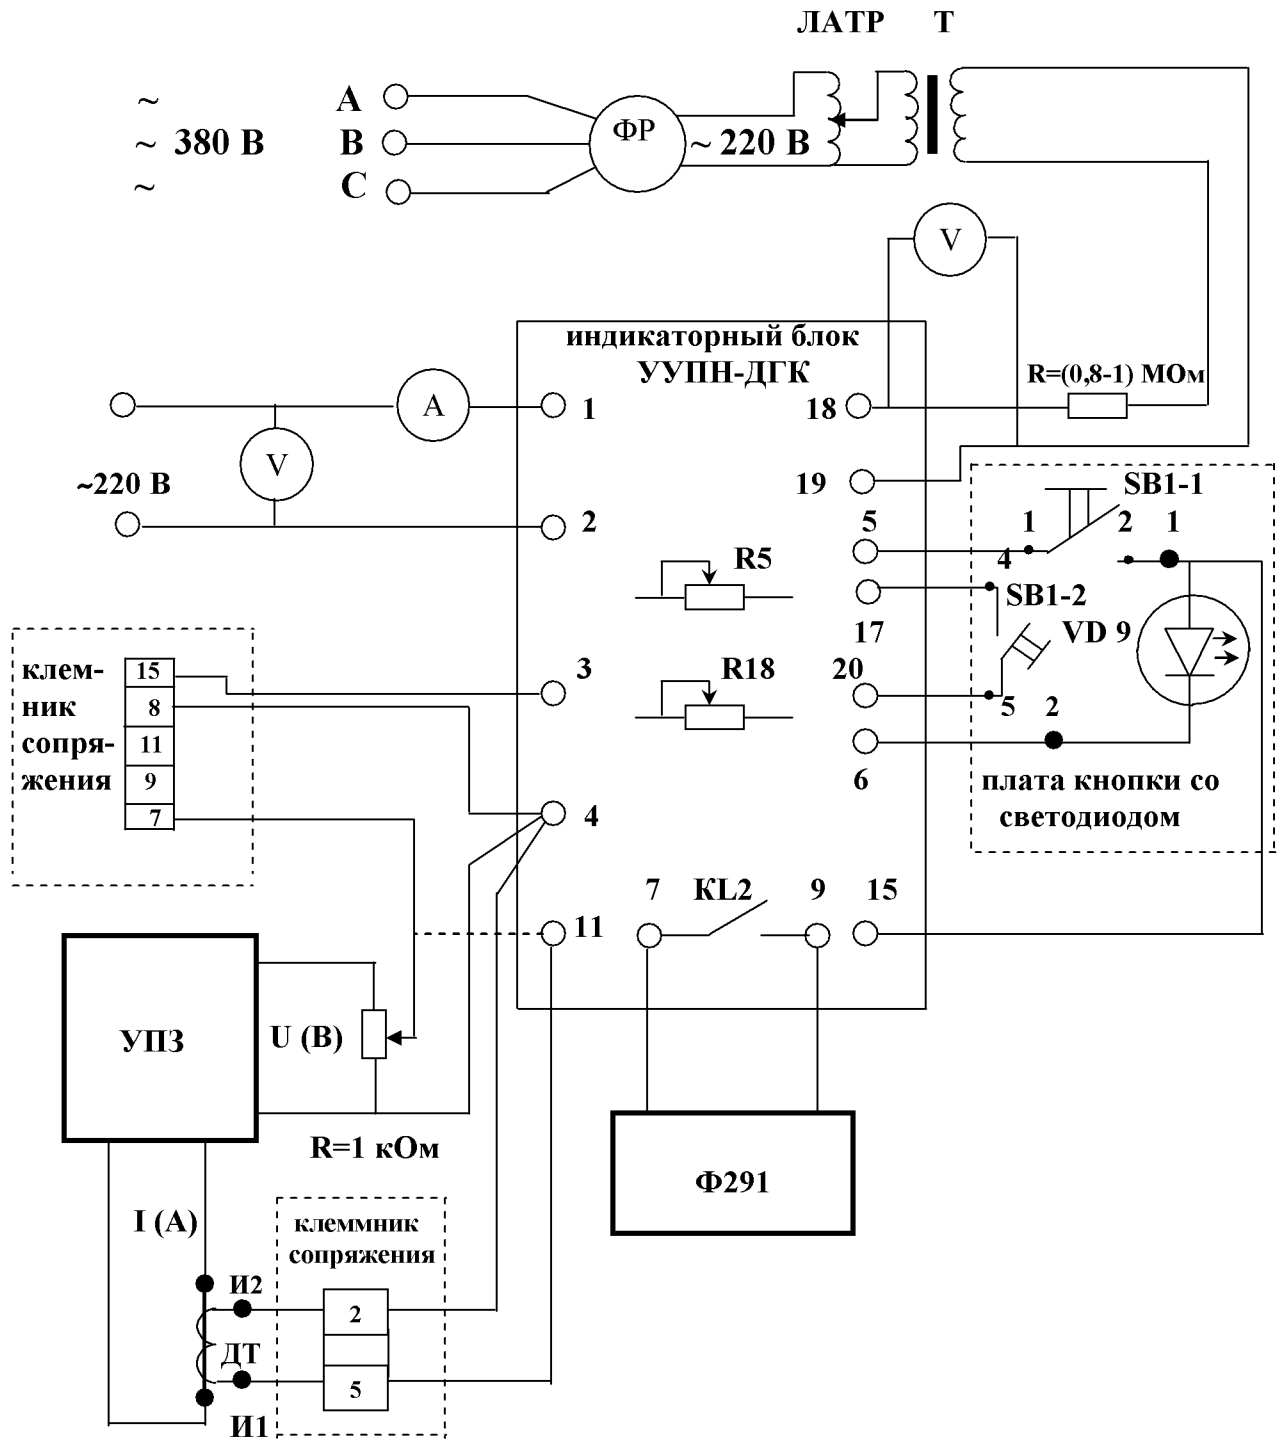 ЛАТР Т
~ А
~ 380 В В ФР ~ 220 В
~ С
V
индикаторный блок
УУПН-ДГК
R=(0,8-1) МОм
А 1 18
V
~220 В
19 SB1-1
2 5 1 2 1
4
R5
SB1-2
17 VD 9
клем-
ник
сопря-
жения
15
8
11
9
7
3 R18 20
5 2
6
плата кнопки со
светодиодом
4
7 KL2 9 15
11
УПЗ U (В)
R=1 кОм
Ф291
I (А)
клеммник
сопряжения
И2 2
ДТ
5
И1